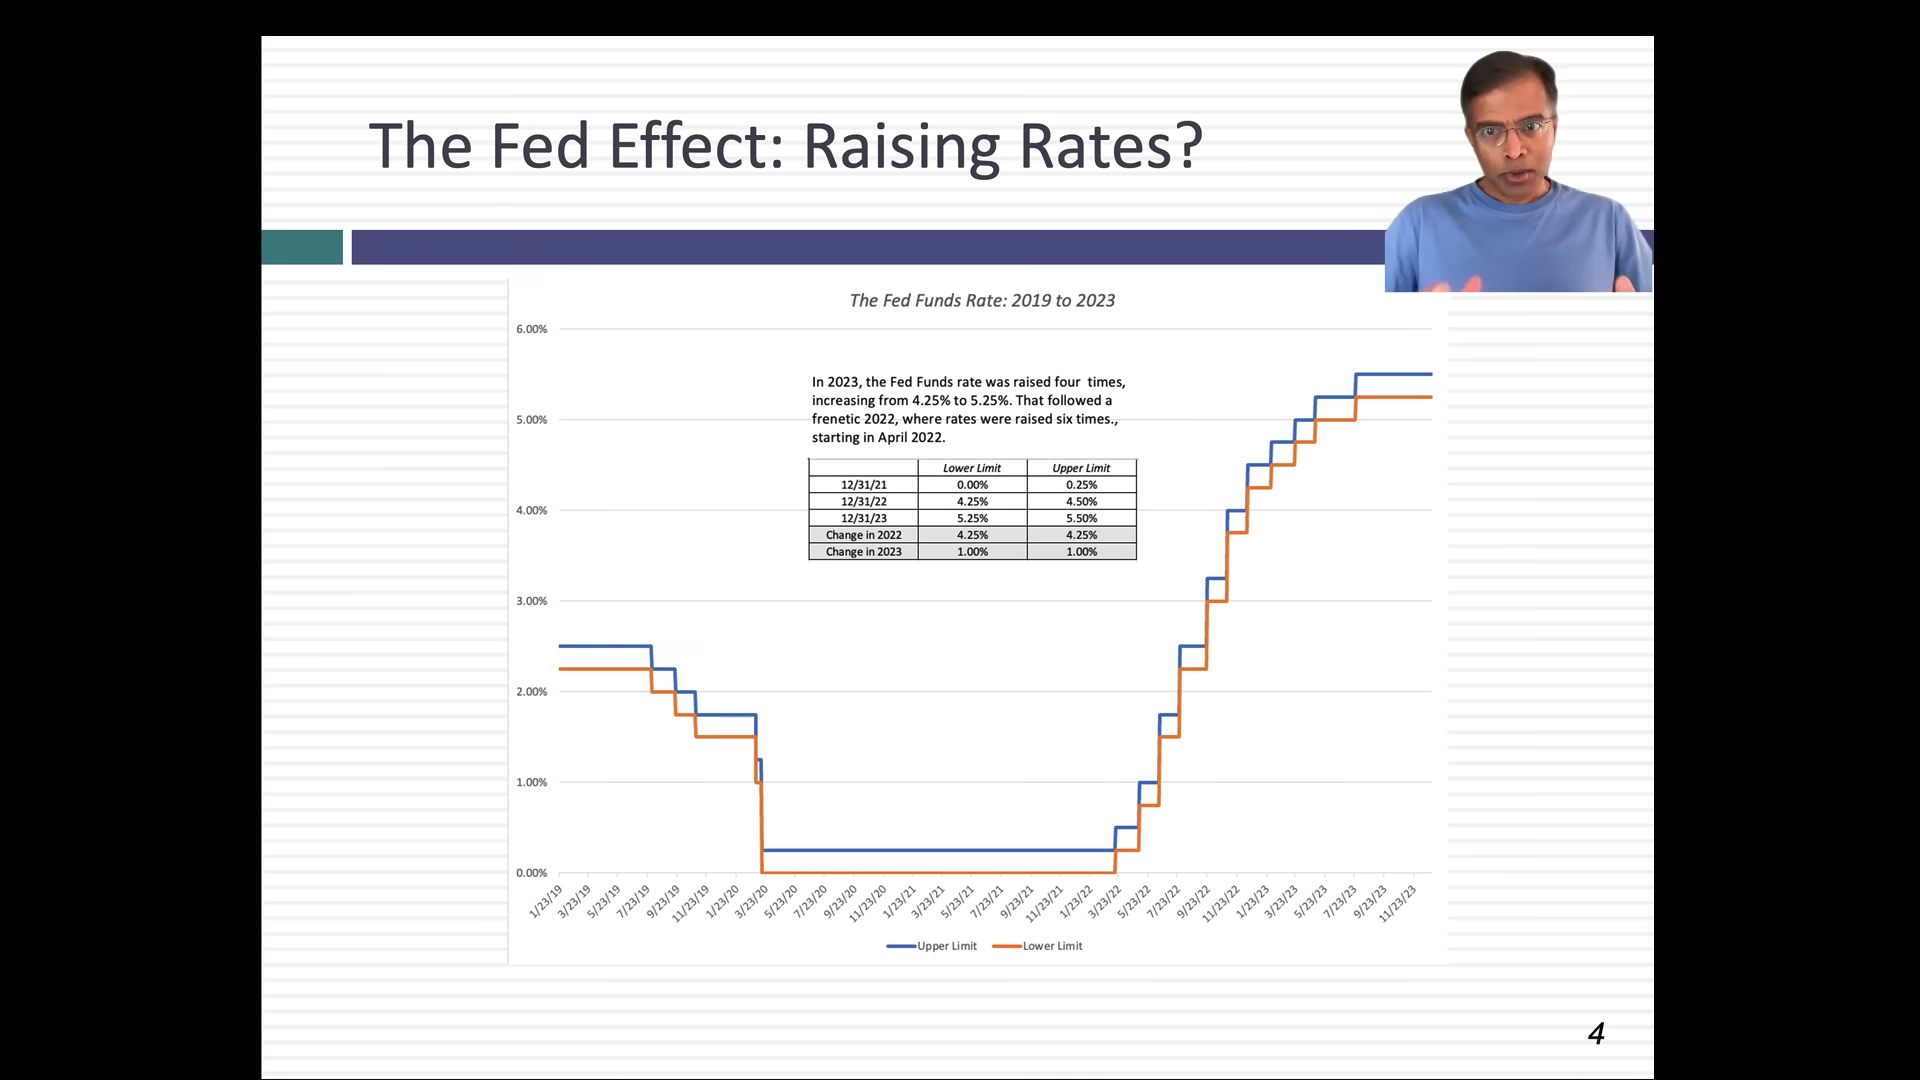 The Fed Effect: Raising Rates?
The Fed Funds Rate: 2019 to 2023
6.00%
5.00%
4.00%
3.00%
2.00%
1.00%
0.00%
In 2023, the Fed Funds rate was raised four times,
increasing from 4.25% to 5.25%. That followed a
frenetic 2022, where rates were raised six times.,
starting in April 2022.
Lower Limit Upper Limit
12/31/21 0.00% 0.25%
12/31/22 4.25% 4.50%
12/31/23 5.25% 5.50%
Change in 2022 4.25% 4.25%
Change in 2023 1.00% 1.00%
1/23/19 3/23/19 5/23/19 7/23/19 9/23/19 11/23/19 1/23/20 3/23/20 5/23/20 7/23/20 9/23/20 11/23/20 1/23/21 3/23/21 5/23/21 7/23/21 9/23/21 11/23/21 1/23/22 3/23/22 5/23/22 7/23/22 9/23/22 11/23/22 1/23/23 3/23/23 5/23/23 7/23/23 9/23/23 11/23/23
Upper Limit Lower Limit
4